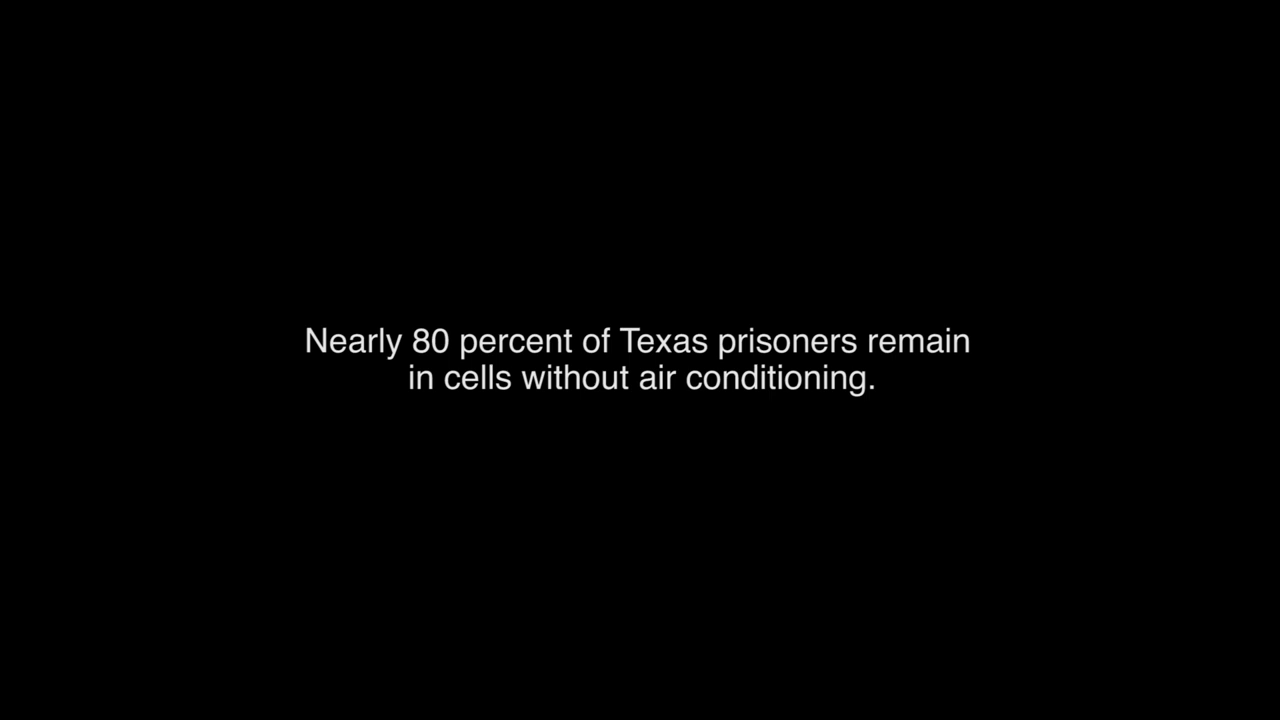 Nearly 80 percent of Texas prisoners remain
in cells without air conditioning.